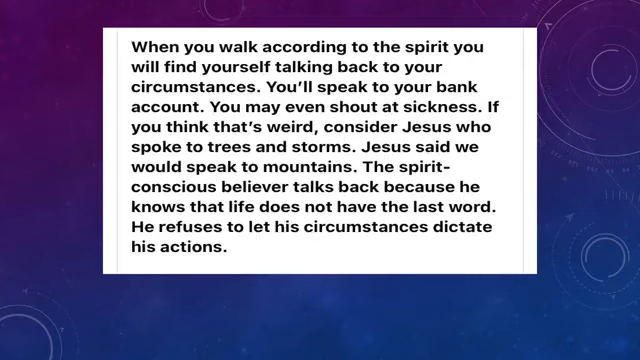 When you walk according to the spirit you
will find yourself talking back to your
circumstances. You’ll speak to your bank
account. You may even shout at sickness. If
you think that’s weird, consider Jesus who
spoke to trees and storms. Jesus said we
would speak to mountains. The spirit-
conscious believer talks back because he
knows that life does not have the last word.
He refuses to let his circumstances dictate
his actions.